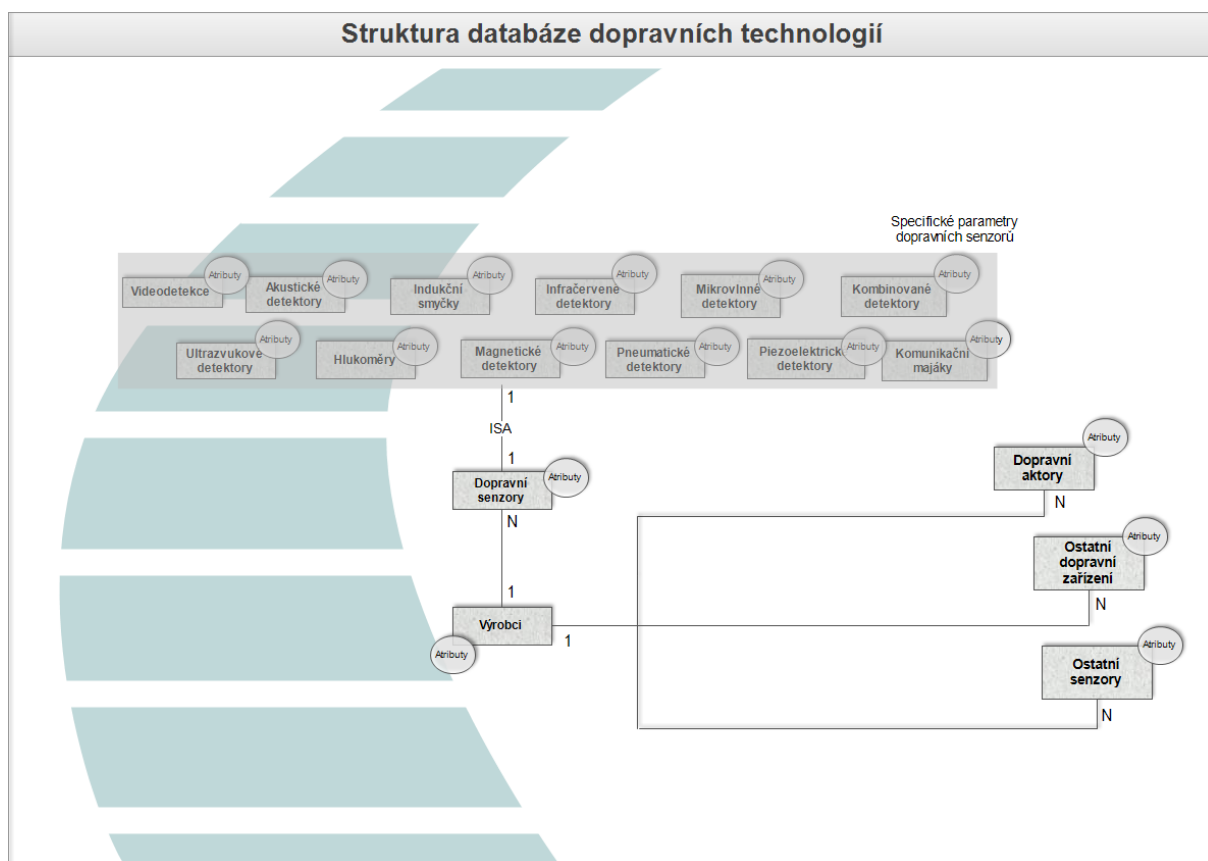 Struktura databáze dopravních technologií
Specifické parametry
dopravních senzorů
Atributy
Atributy
Atributy
Atributy
Atributy
Atributy
Videodetekce
Akustické
detektory
Indukční
smyčky
Infračervené
detektory
Mikrovlnné
detektory
Kombinované
detektory
Atributy
Atributy
Atributy
Atributy
Atributy
Atributy
Ultrazvukové
detektory
Hlukoměry
Magnetické
detektory
Pneumatické
detektory
Piezoelektrické
detektory
Komunikační
majáky
1
ISA
1
Atributy
Dopravní
senzory
N
Atributy
Dopravní
aktory
N
Atributy
Ostatní
dopravní
zařízení
N
1
Výrobci
1
Atributy
Atributy
Ostatní
senzory
N